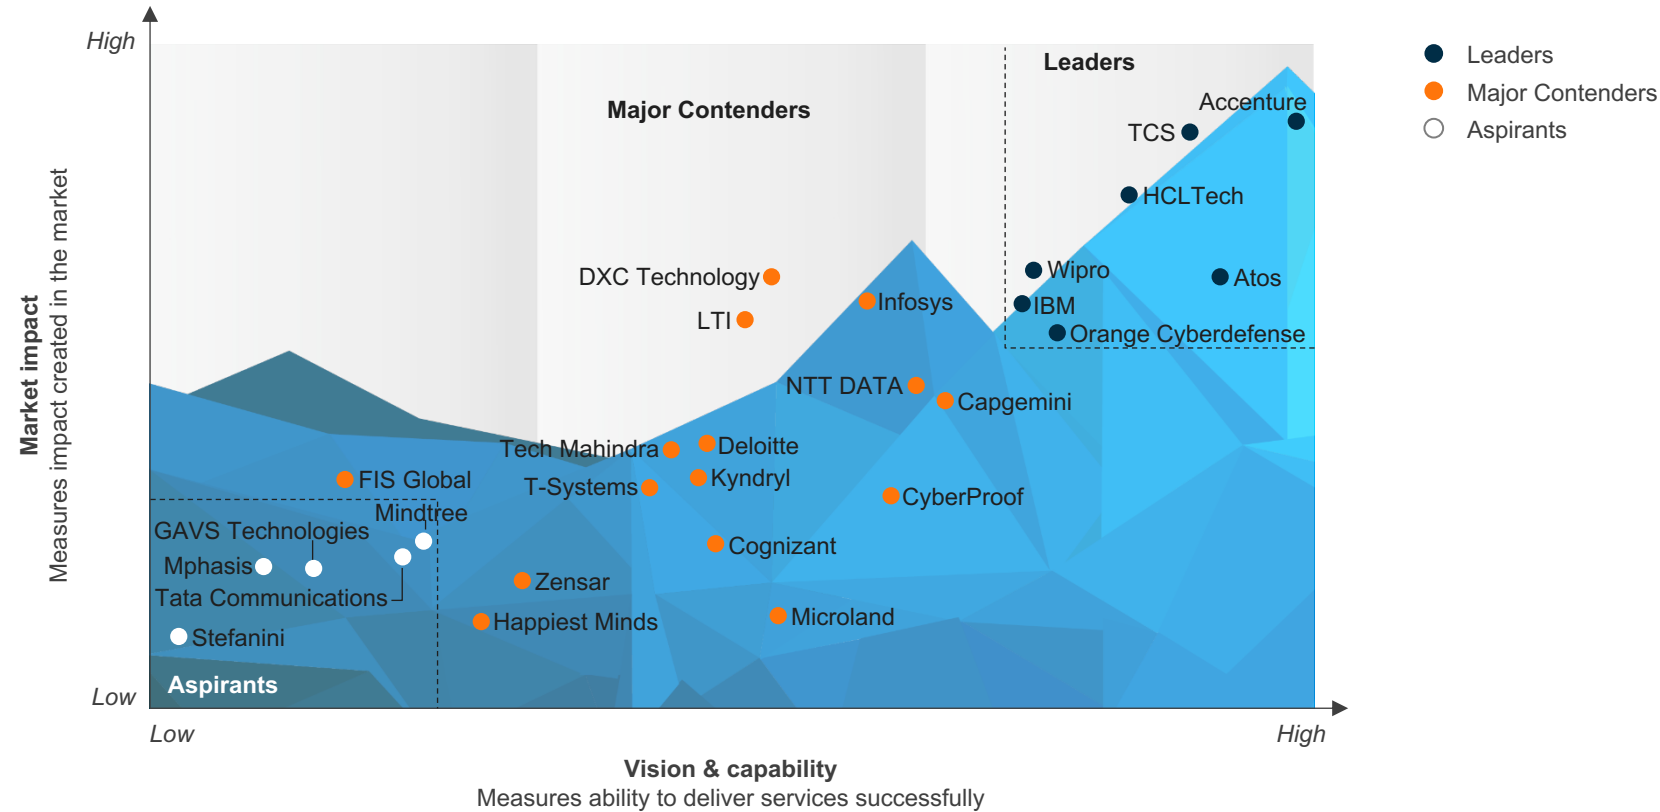 High
Leaders
Leaders
Major Contenders
Major Contenders
Aspirants
Accenture
TCS
HCLTech
Wipro
Atos
DXC Technology
Infosys
IBM
LTI
Orange Cyberdefense
NTT DATA
Capgemini
Tech Mahindra
Deloitte
FIS Global
Kyndryl
T-Systems
CyberProof
Mindtree
GAVS Technologies
Cognizant
Mphasis
Zensar
Tata Communications
Happiest Minds
Microland
Stefanini
Aspirants
Market impact
Measures impact created in the market
Low
Low
High
Vision & capability
Measures ability to deliver services successfully